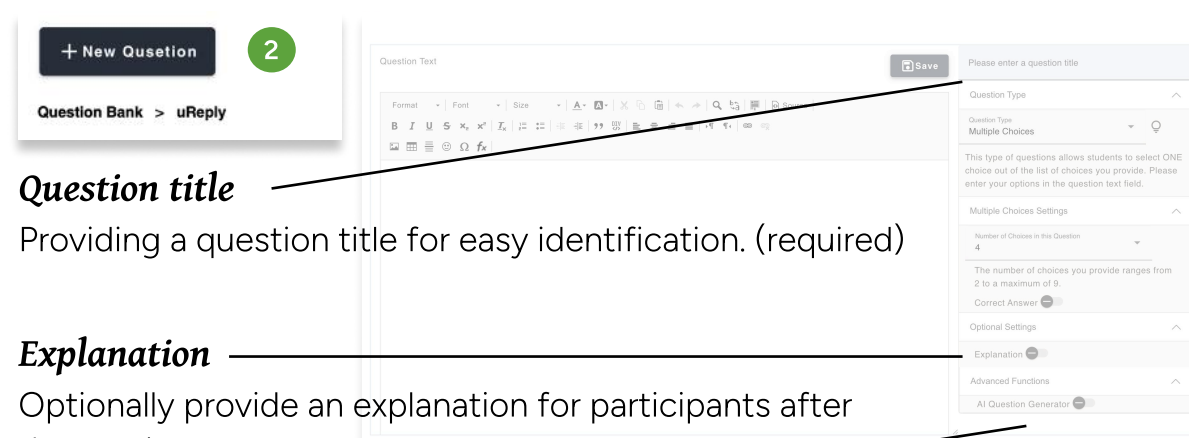 + New Qusetion
2
Question Bank > uReply
Question title
Providing a question title for easy identification. (required)
Explanation
Optionally provide an explanation for participants after
Question Text
Save
Format
Font
Size
Please enter a question title
Question Type
Question Type
Multiple Choices
This type of questions allows students to select ONE
choice out of the list of choices you provide. Please
enter your options in the question text field.
Multiple Choices Settings
Number of Choices in this Question
4
The number of choices you provide ranges from
2 to a maximum of 9.
Correct Answer
Optional Settings
Explanation
Advanced Functions
AI Question Generator